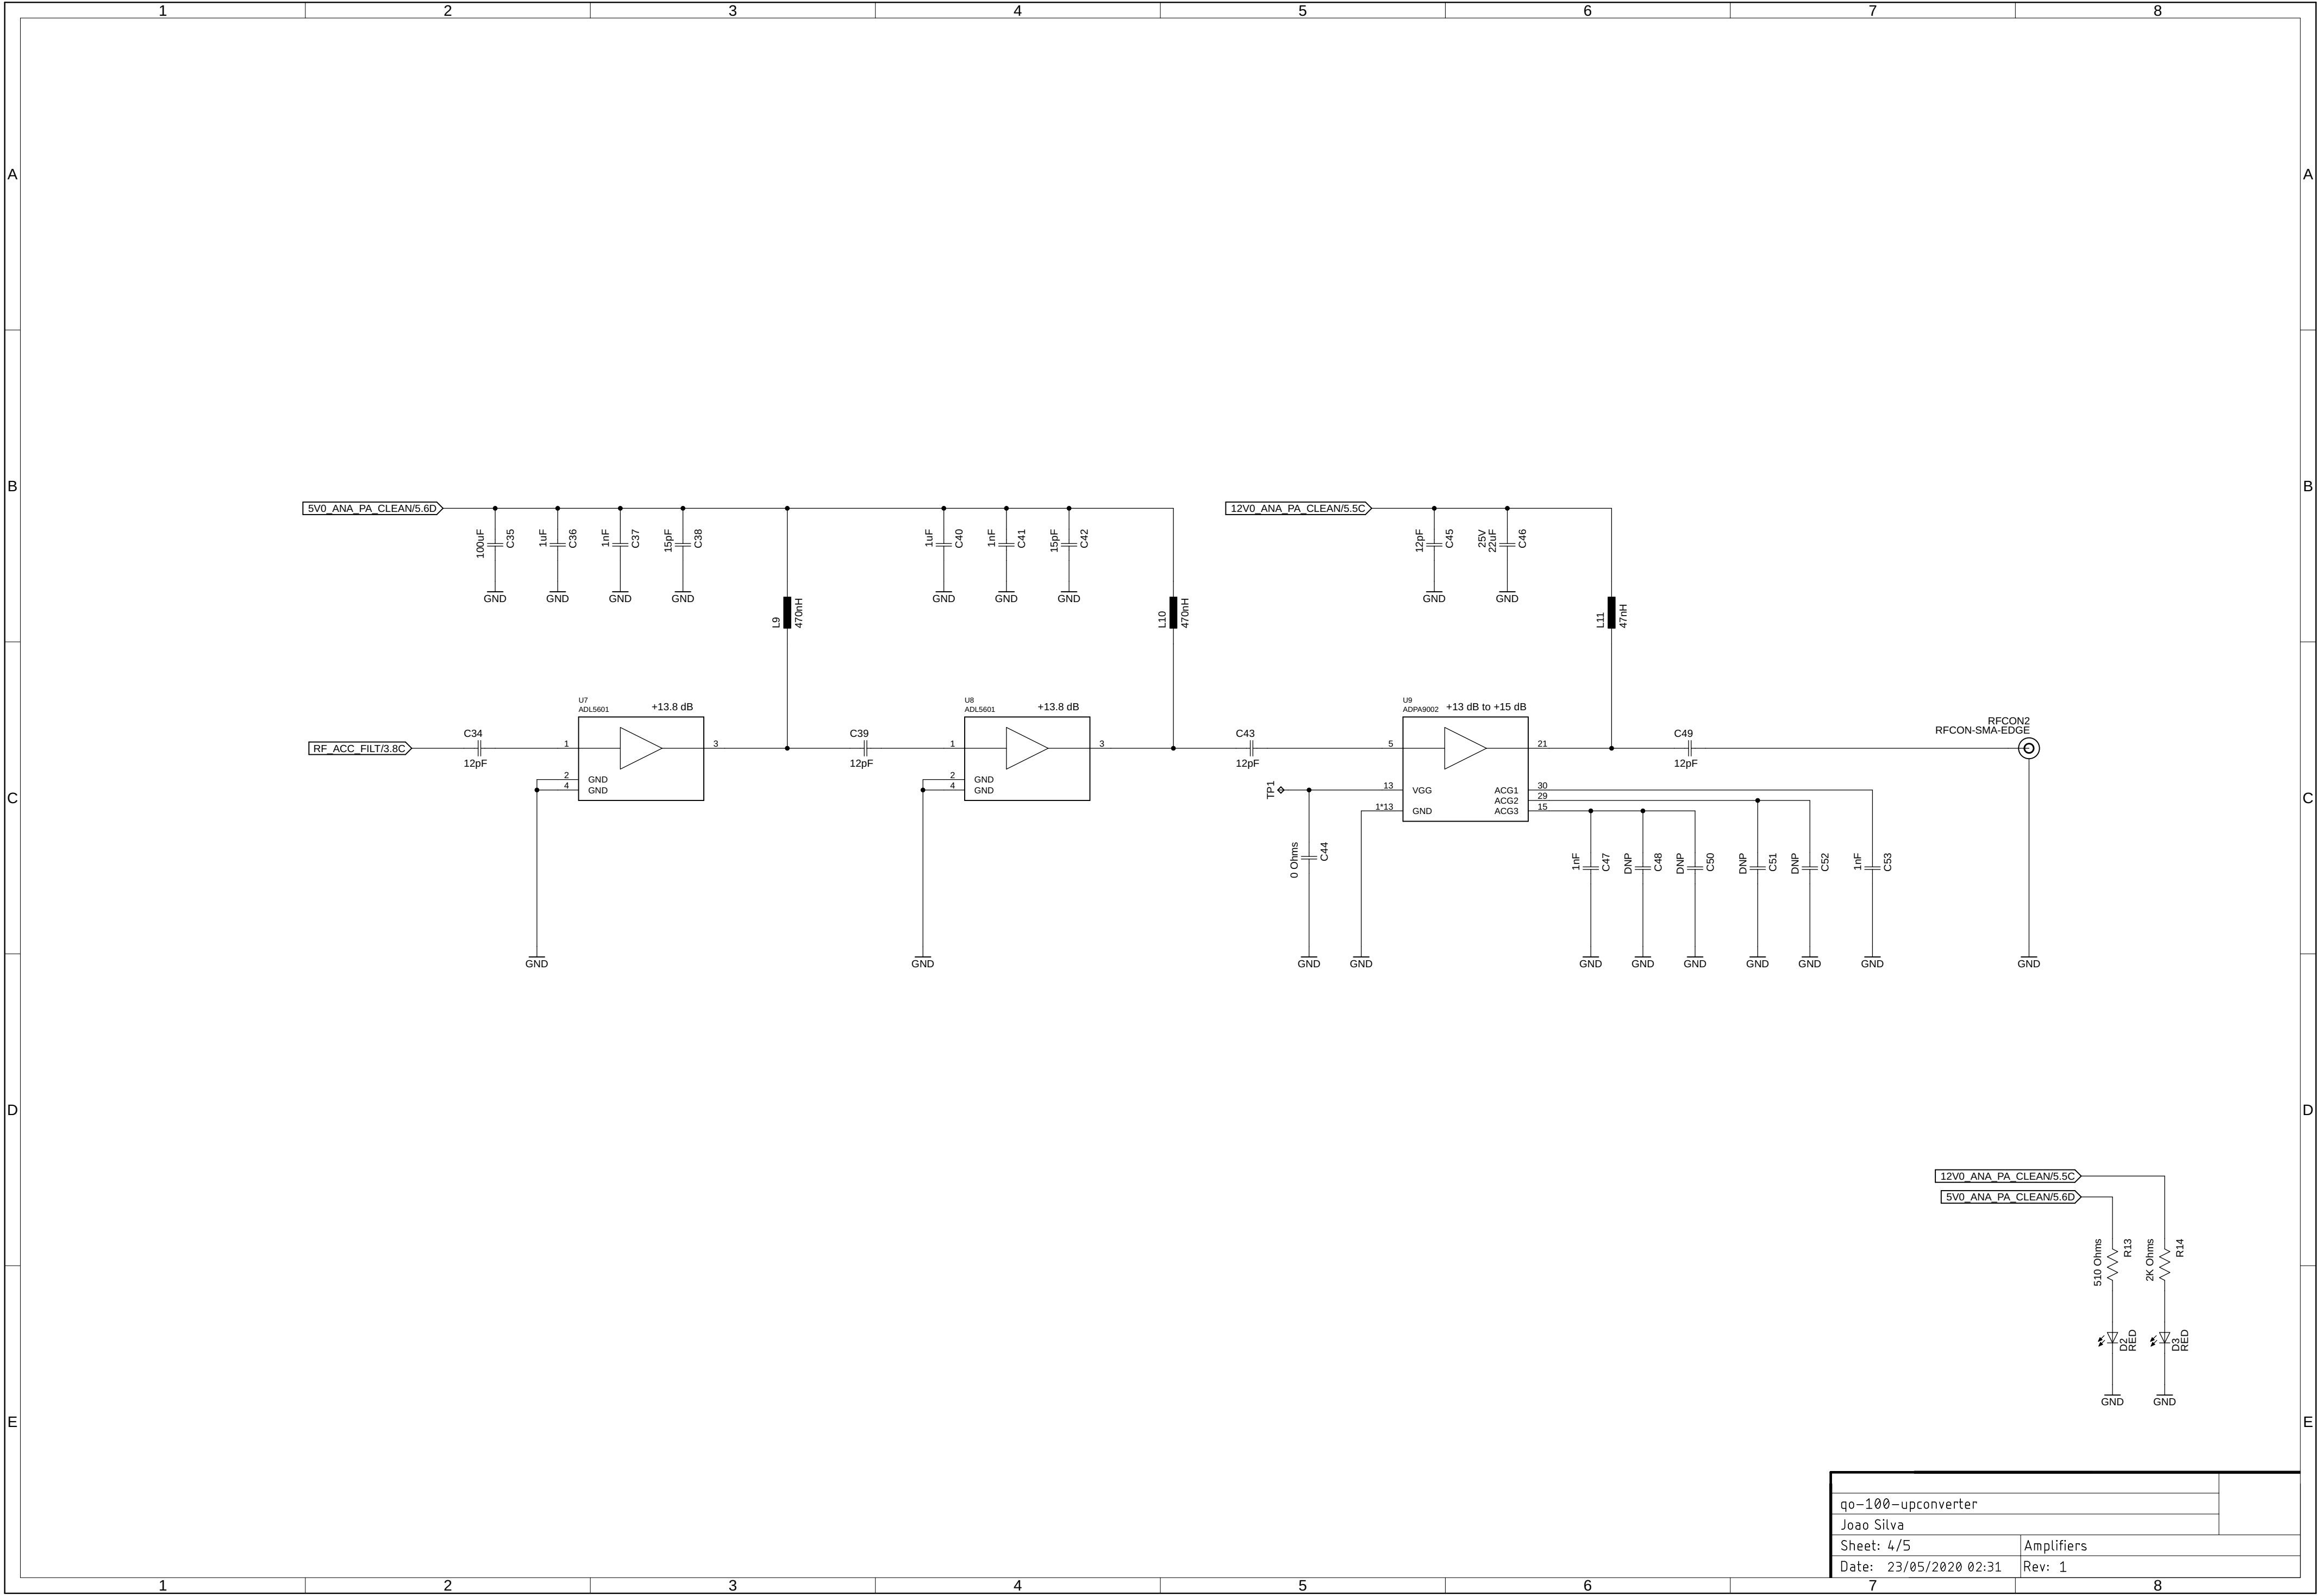 1 2 3 4 5 6 7 8
A A
B B
5V0_ANA_PA_CLEAN/5.6D
12V0_ANA_PA_CLEAN/5.5C
100uF C35
1uF C36
1nF C37
15pF C38
1uF C40
1nF C41
15pF C42
12pF C45
25V
22uF C46
GND GND GND GND GND GND GND GND GND
L9 470nH
L10 470nH
L11 47nH
U7
ADL5601 +13.8 dB
U8
ADL5601 +13.8 dB
U9
ADPA9002 +13 dB to +15 dB
RFCON2
RFCON-SMA-EDGE
C34
RF_ACC_FILT/3.8C
12pF
1 3
2 GND
4 GND
C39
12pF
1 3
2 GND
4 GND
C43
12pF
5 21
TP1
13 VGG ACG1 30
ACG2 29
1*13 GND ACG3 15
C49
12pF
C C
0 Ohms C44
1nF C47
DNP C48
DNP C50
DNP C51
DNP C52
1nF C53
GND GND GND GND GND GND GND GND GND GND GND
D D
12V0_ANA_PA_CLEAN/5.5C
5V0_ANA_PA_CLEAN/5.6D
510 Ohms R13
2K Ohms R14
D2
RED
D3
RED
GND GND
E E
qo-100-upconverter
Joao Silva
Sheet: 4/5 Amplifiers
Date: 23/05/2020 02:31 Rev: 1
1 2 3 4 5 6 7 8